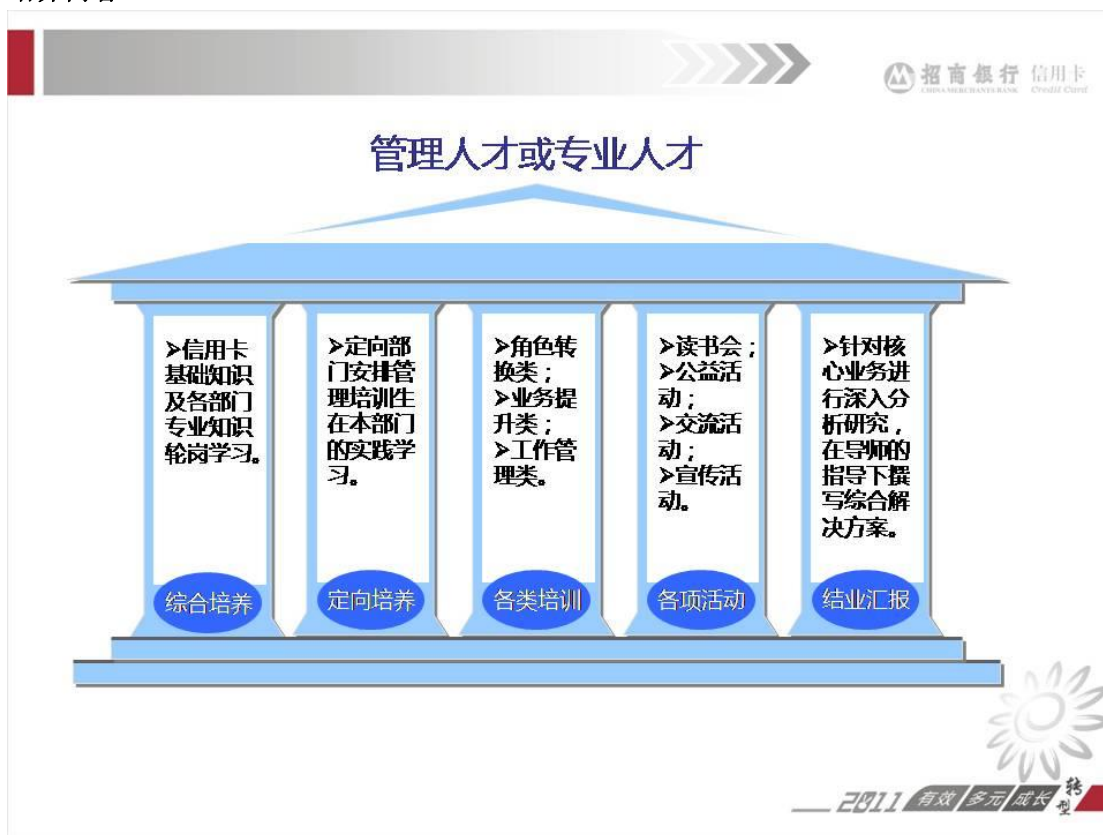 招商银行 信用卡
CHINA MERCHANTS BANK Credit Card
管理人才或专业人才
➢信用卡
基础知识
及各部门
专业知识
轮岗学习。
➢定向部
门安排管
理培训生
在本部门
的实践学
习。
➢角色转
换类；
➢业务提
升类；
➢工作管
理类。
➢读书会；
➢公益活
动；
➢交流活
动；
➢宣传活
动。
➢针对核
心业务进
行深入分
析研究，
在导师的
指导下撰
写综合解
决方案。
综合培养
定向培养
各类培训
各项活动
结业汇报
2011 有效 多元 成长 转型